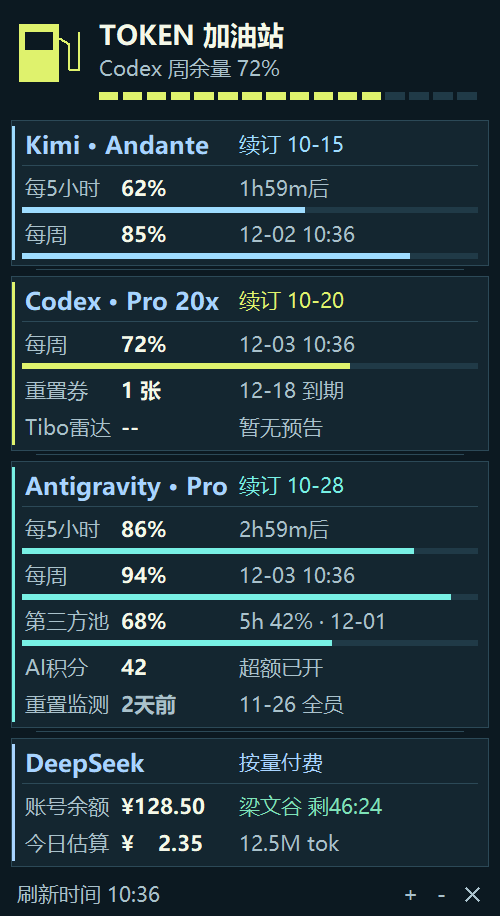 TOKEN 加油站
Codex 周余量 72%
Kimi • Andante 续订 10-15
每5小时 62% 1h59m后
每周 85% 12-02 10:36
Codex • Pro 20x 续订 10-20
每周 72% 12-03 10:36
重置券 1 张 12-18 到期
Tibo雷达 -- 暂无预告
Antigravity • Pro 续订 10-28
每5小时 86% 2h59m后
每周 94% 12-03 10:36
第三方池 68% 5h 42% · 12-01
AI积分 42 超额已开
重置监测 2天前 11-26 全员
DeepSeek 按量付费
账号余额 ¥128.50 梁文谷 剩46:24
今日估算 ¥ 2.35 12.5M tok
刷新时间 10:36 + - ×